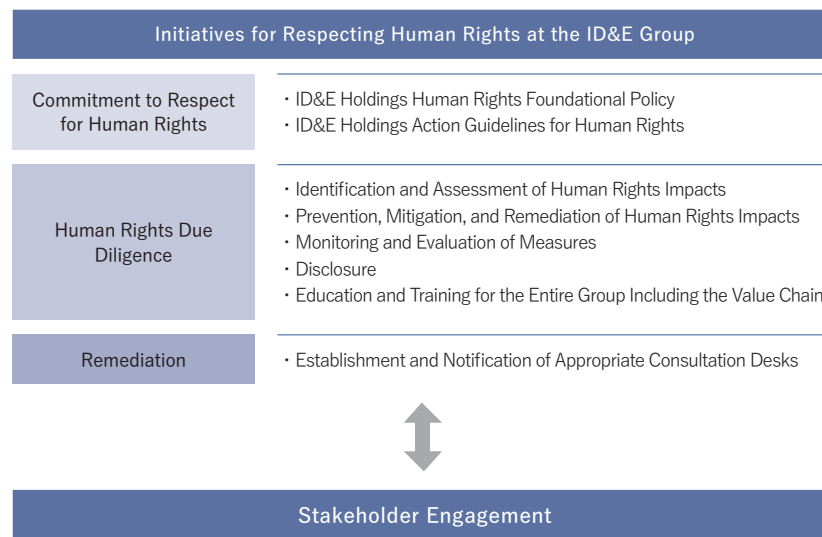 Initiatives for Respecting Human Rights at the ID&E Group
Commitment to Respect
for Human Rights
・ID&E Holdings Human Rights Foundational Policy
・ID&E Holdings Action Guidelines for Human Rights
Human Rights Due
Diligence
・Identification and Assessment of Human Rights Impacts
・Prevention, Mitigation, and Remediation of Human Rights Impacts
・Monitoring and Evaluation of Measures
・Disclosure
・Education and Training for the Entire Group Including the Value Chain
Remediation
・Establishment and Notification of Appropriate Consultation Desks
Stakeholder Engagement